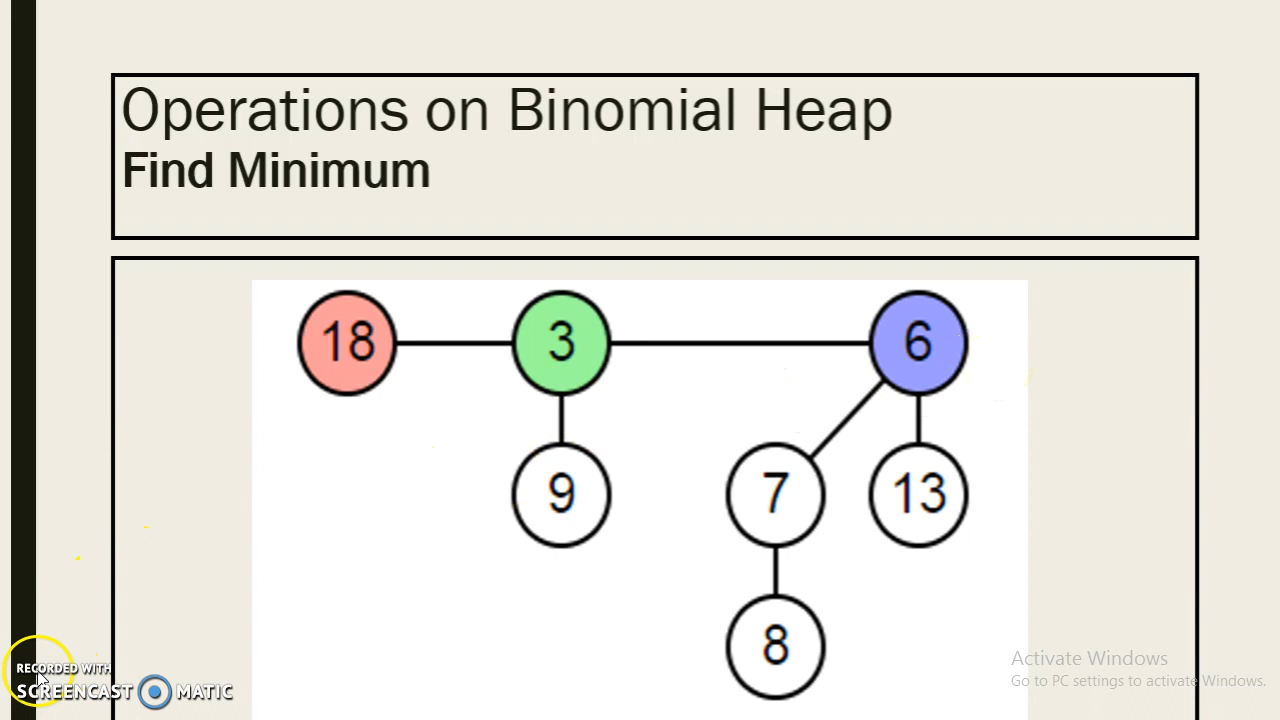 Operations on Binomial Heap
Find Minimum
18 3 6
9 7 13
8
Activate Windows
Go to PC settings to activate Windows.
RECORDED WITH
SCREENCAST MATIC